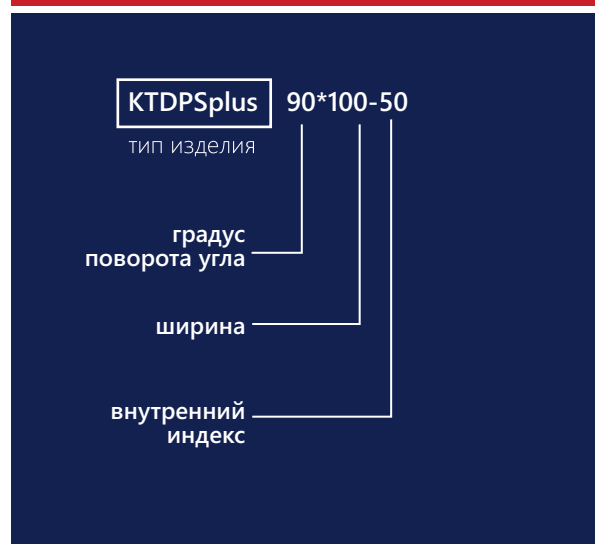 KTDPSplus 90*100-50
тип изделия
градус
поворота угла
ширина
внутренний
индекс